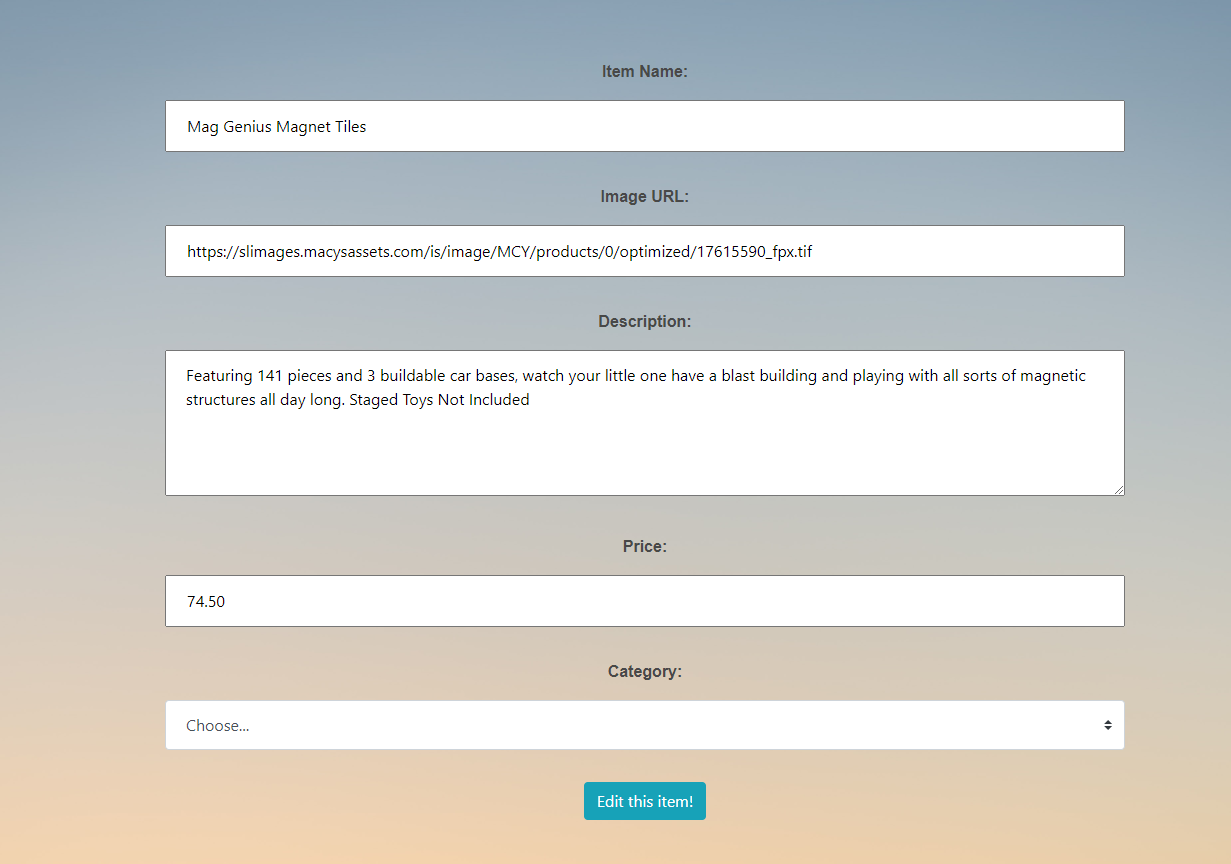 Item Name:
Mag Genius Magnet Tiles
Image URL:
https://slimages.macysassets.com/is/image/MCY/products/0/optimized/17615590_fpx.tif
Description:
Featuring 141 pieces and 3 buildable car bases, watch your little one have a blast building and playing with all sorts of magnetic
structures all day long. Staged Toys Not Included
Price:
74.50
Category:
Choose...
Edit this item!